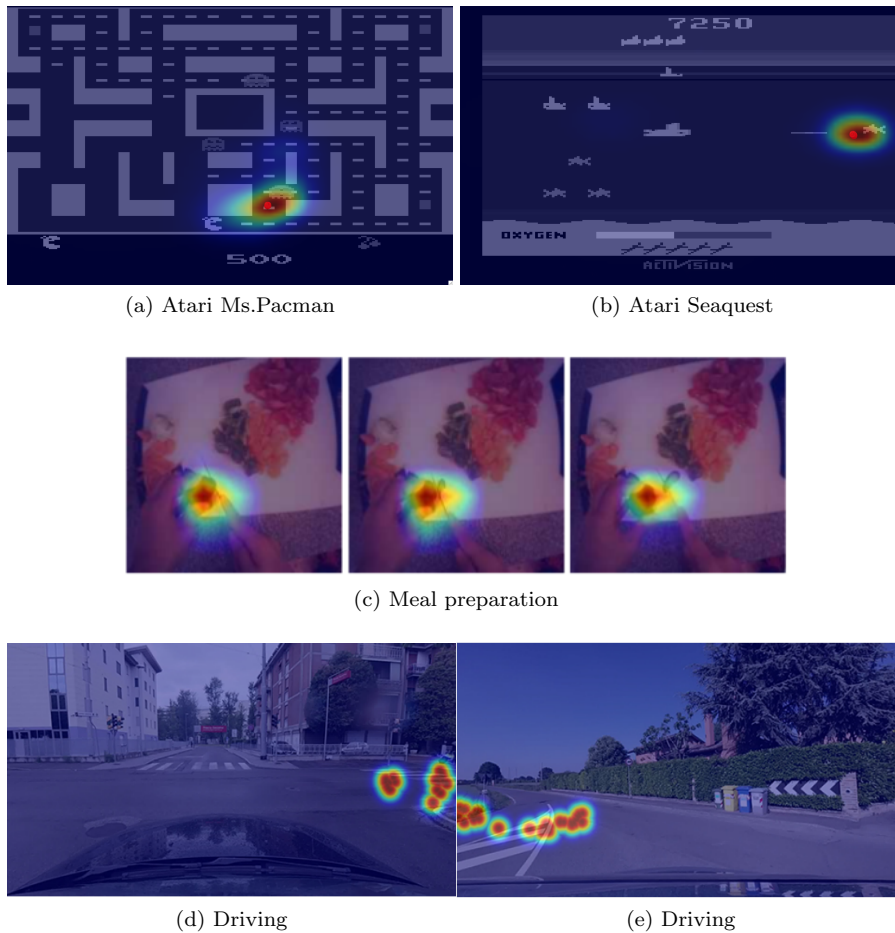 7250
OXYGEN
ACTIVISION
500
(a) Atari Ms.Pacman
(b) Atari Seaquest
(c) Meal preparation
(d) Driving
(e) Driving